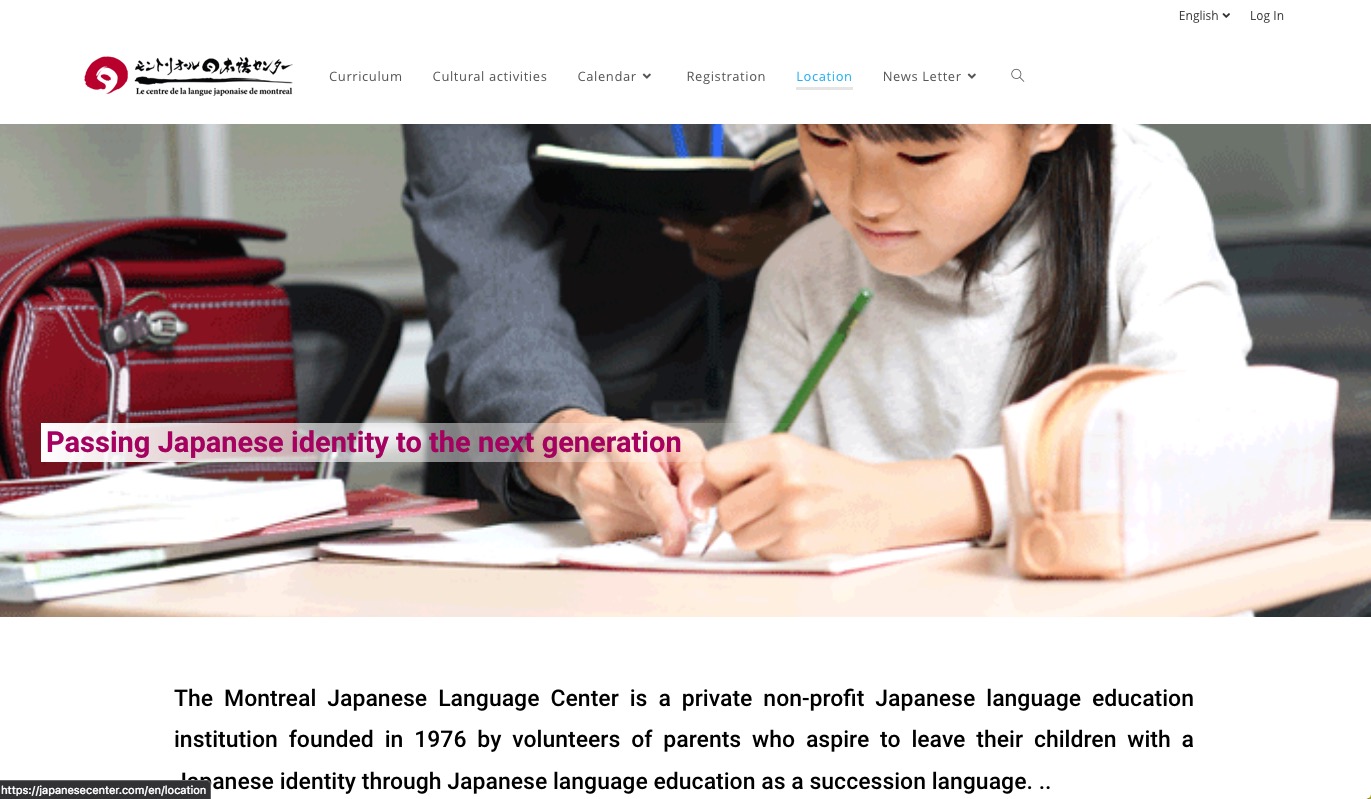 English
Log In
モントリオール日本語センター
Le centre de la langue japonaise de montreal
Curriculum
Cultural activities
Calendar
Registration
Location
News Letter
Passing Japanese identity to the next generation
The Montreal Japanese Language Center is a private non-profit Japanese language education
institution founded in 1976 by volunteers of parents who aspire to leave their children with a
Japanese identity through Japanese language education as a succession language. ..
https://japanesecenter.com/en/location